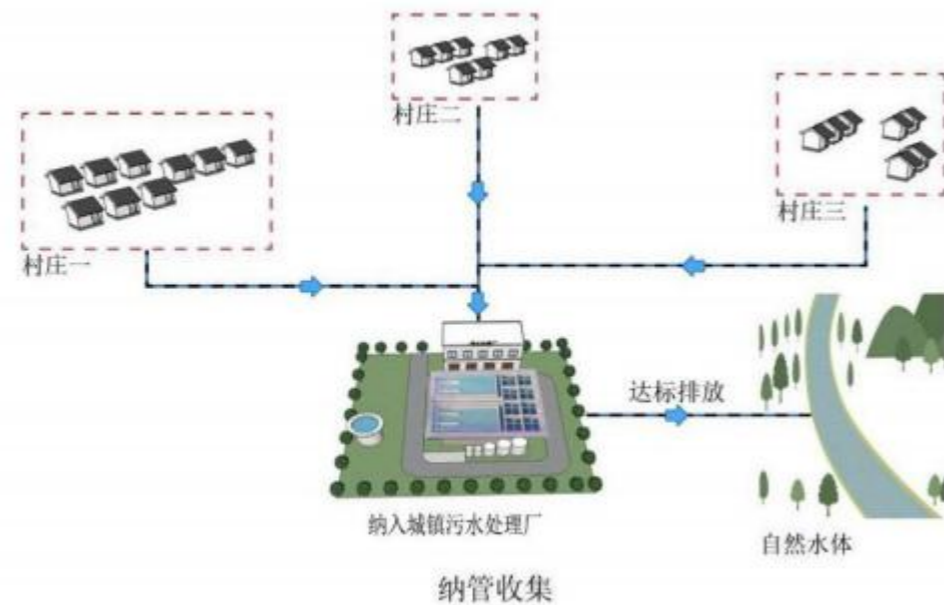 村庄二
村庄三
村庄一
达标排放
纳入城镇污水处理厂
自然水体
纳管收集